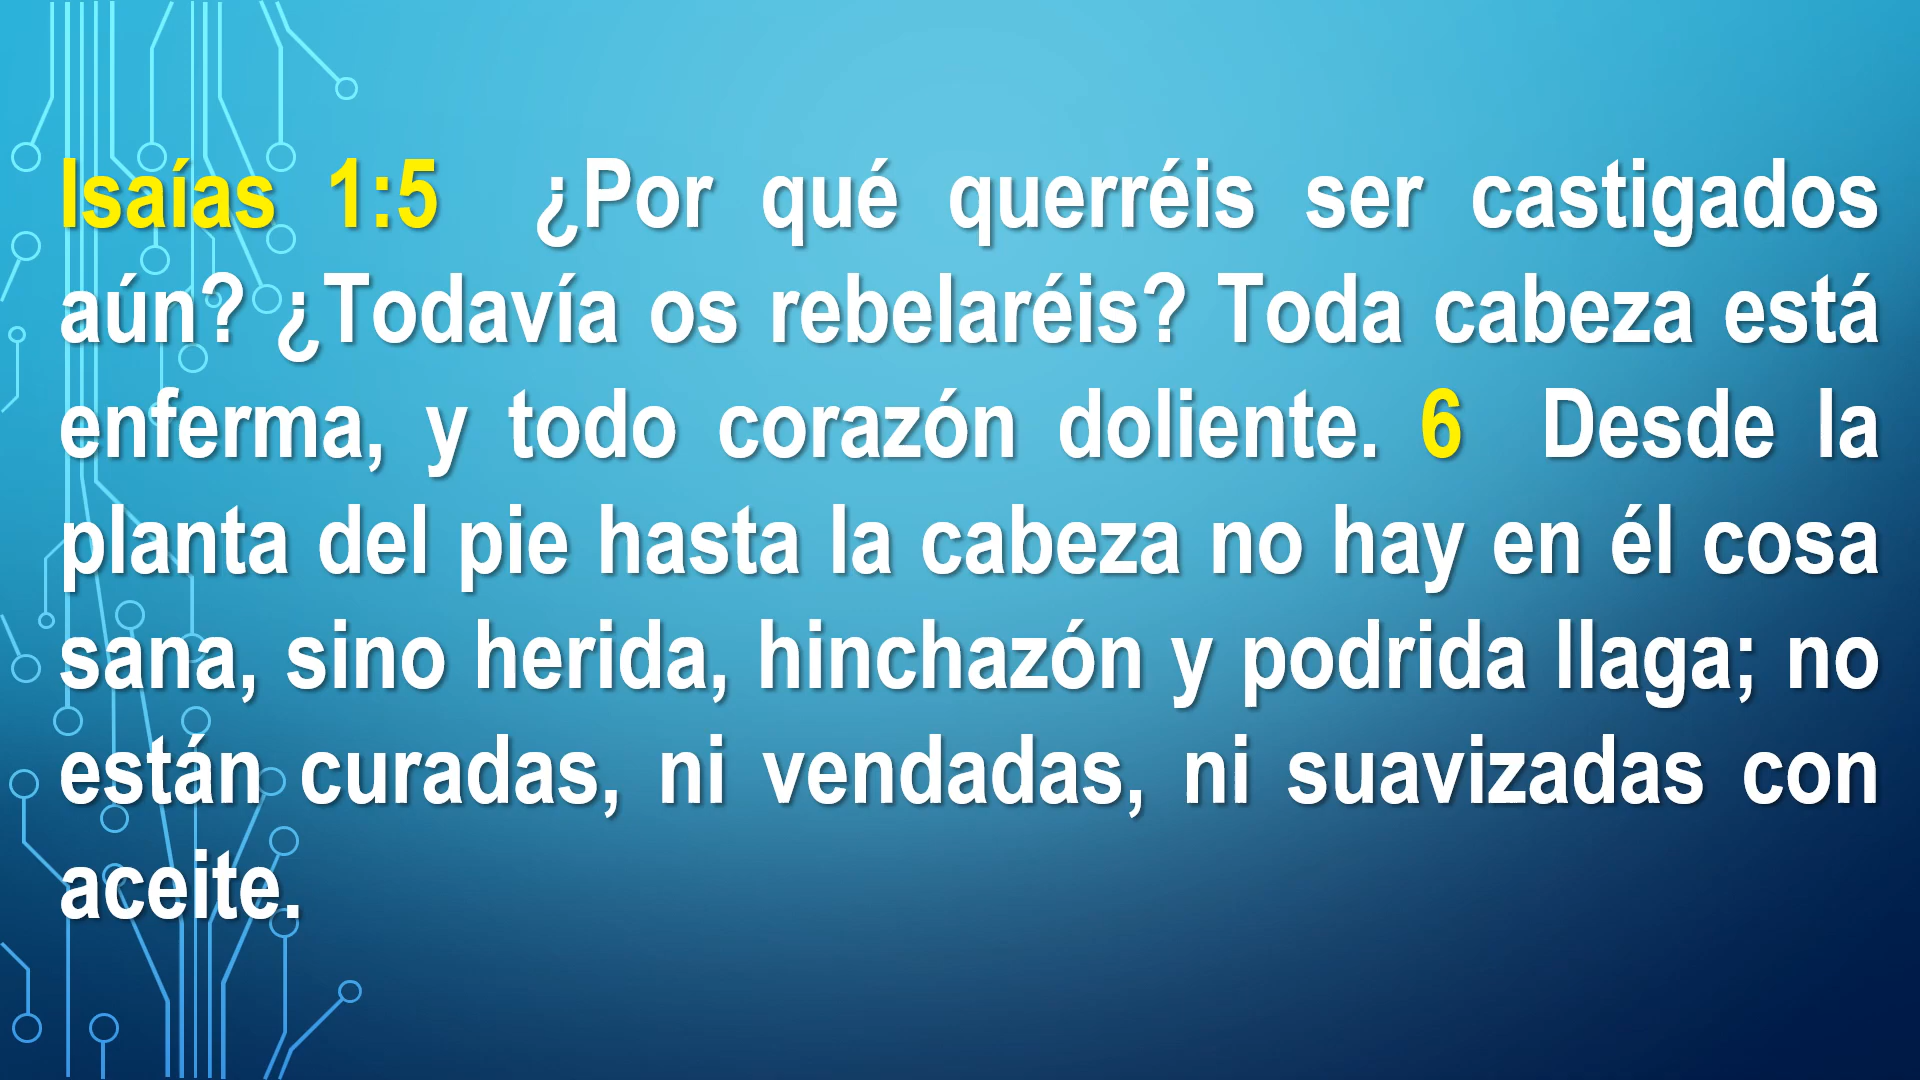 Isaías 1:5 ¿Por qué querréis ser castigados
aún? ¿Todavía os rebelaréis? Toda cabeza está
enferma, y todo corazón doliente. 6 Desde la
planta del pie hasta la cabeza no hay en él cosa
sana, sino herida, hinchazón y podrida llaga; no
están curadas, ni vendadas, ni suavizadas con
aceite.